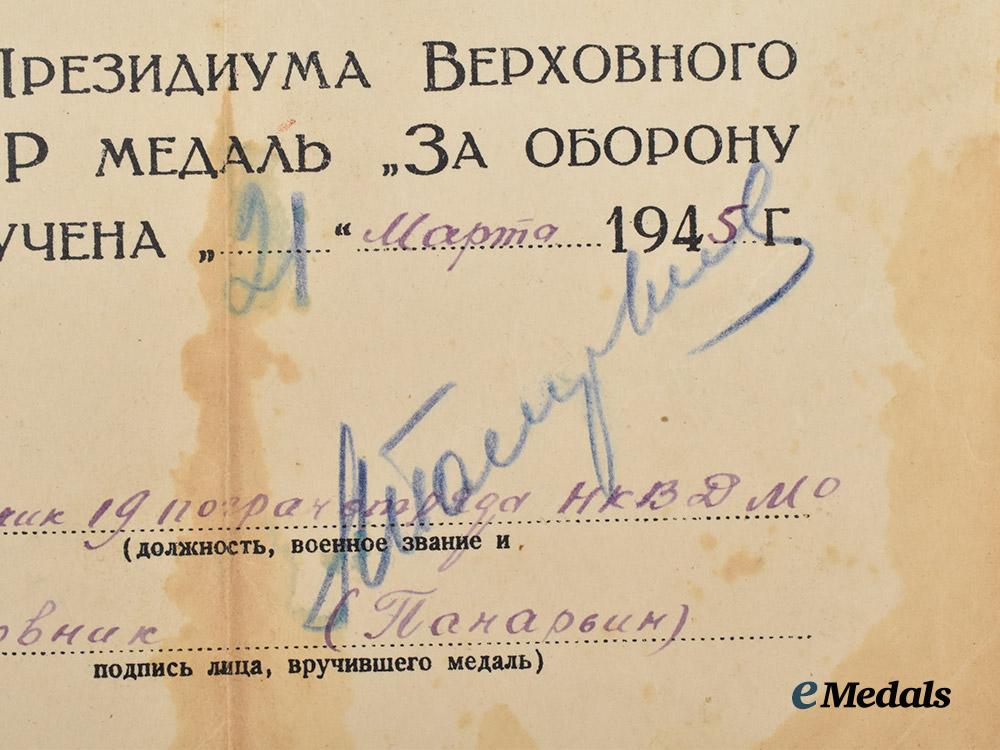 Президиума Верховного
Р медаль „За оборону
учена „21“ Марта 1945 г.
ник 19 погранотряда НКВД МО
(должность, военное звание и
овник (Панарьин)
подпись лица, вручившего медаль)
eMedals